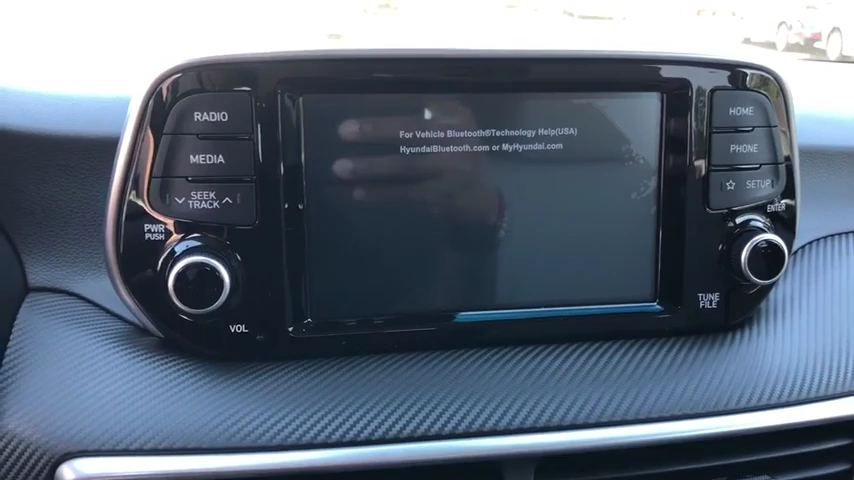 RADIO
MEDIA
SEEK
TRACK
PWR
PUSH
VOL
For Vehicle Bluetooth®Technology Help(USA)
HyundaiBluetooth.com or MyHyundai.com
HOME
PHONE
☆ SETUP
ENTER
TUNE
FILE